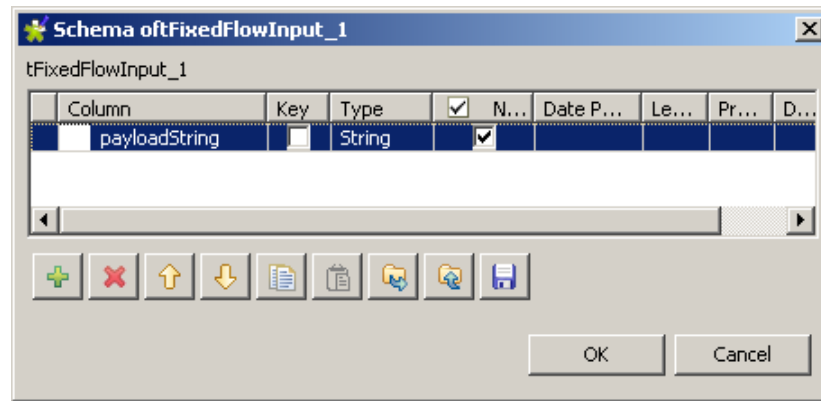 Schema oftFixedFlowInput_1
tFixedFlowInput_1
Column Key Type N... Date P... Le... Pr... D...
payloadString String
OK Cancel